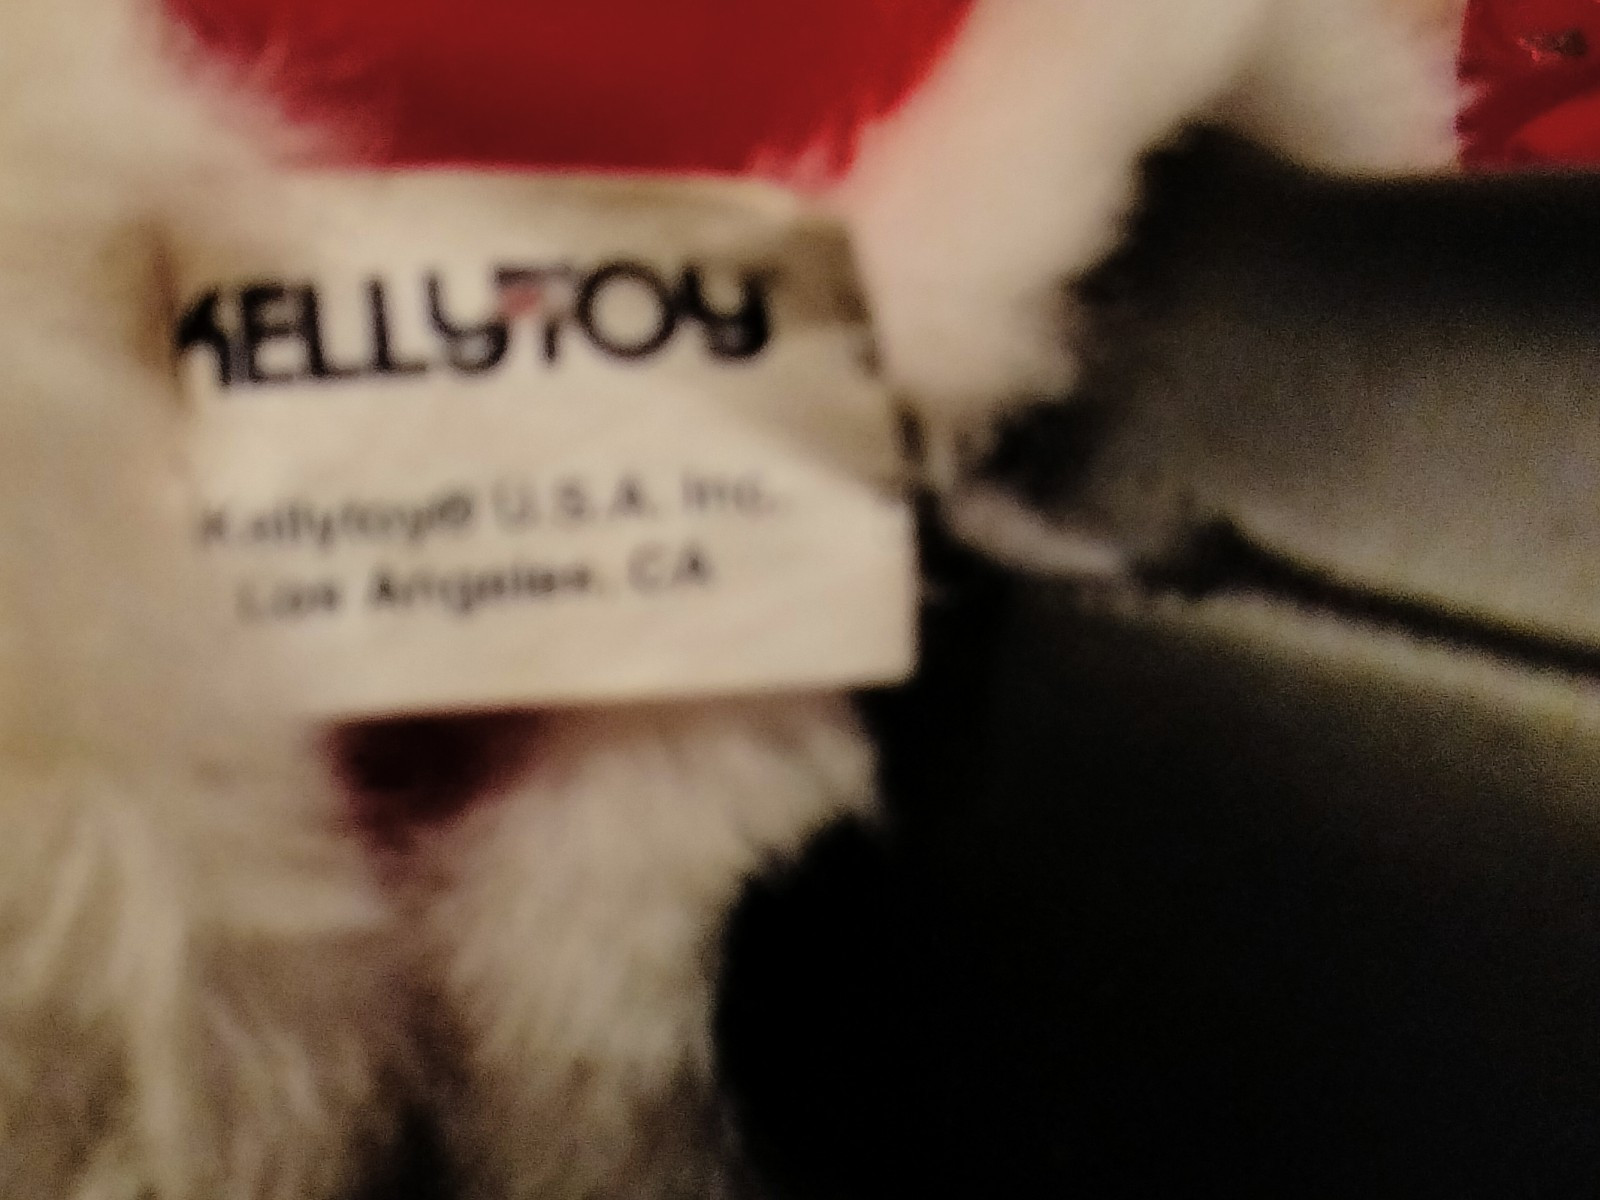 KELLYTOY
Kellytoy® U.S.A. Inc.
Los Angeles, CA